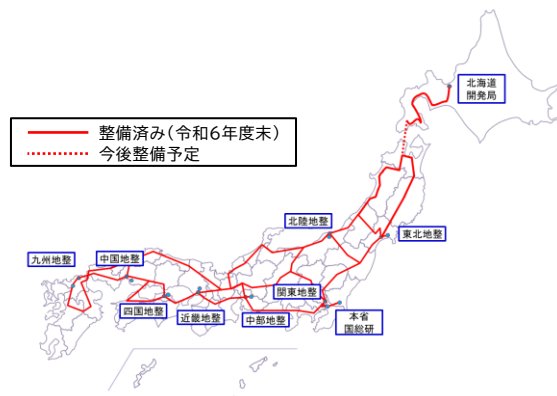 北海道
開発局
整備済み（令和６年度末）
今後整備予定
北陸地整
東北地整
九州地整
中国地整
関東地整
四国地整
近畿地整
中部地整
本省
国総研